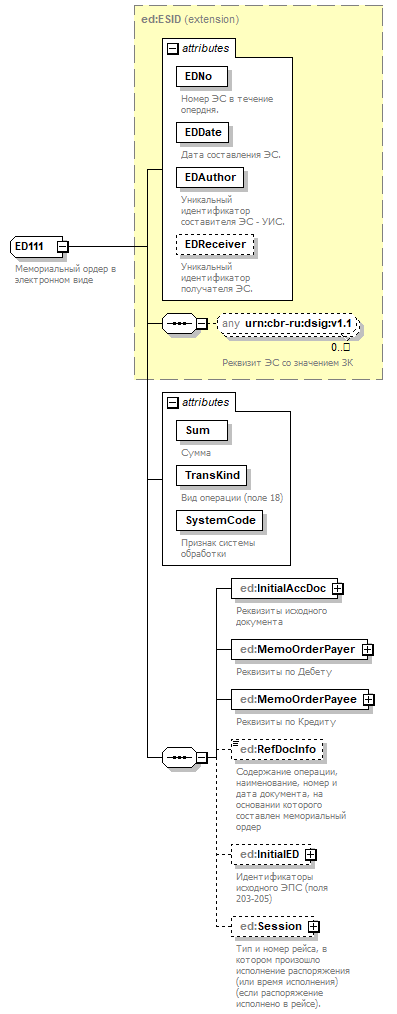 ed:ESID (extension)
attributes
EDNo
Номер ЭС в течение
опердня.
EDDate
Дата составления ЭС.
EDAuthor
Уникальный
идентификатор
составителя ЭС - УИС.
EDReceiver
Уникальный
идентификатор
получателя ЭС.
ED111
Мемориальный ордер в
электронном виде
any urn:cbr-ru:dsig:v1.1
0..
Реквизит ЭС со значением ЗК
attributes
Sum
Сумма
TransKind
Вид операции (поле 18)
SystemCode
Признак системы
обработки
ed:InitialAccDoc
Реквизиты исходного
документа
ed:MemoOrderPayer
Реквизиты по Дебету
ed:MemoOrderPayee
Реквизиты по Кредиту
ed:RefDocInfo
Содержание операции,
наименование, номер и
дата документа, на
основании которого
составлен мемориальный
ордер
ed:InitialED
Идентификаторы
исходного ЭПС (поля
203-205)
ed:Session
Тип и номер рейса, в
котором произошло
исполнение распоряжения
(или время исполнения)
(если распоряжение
исполнено в рейсе).